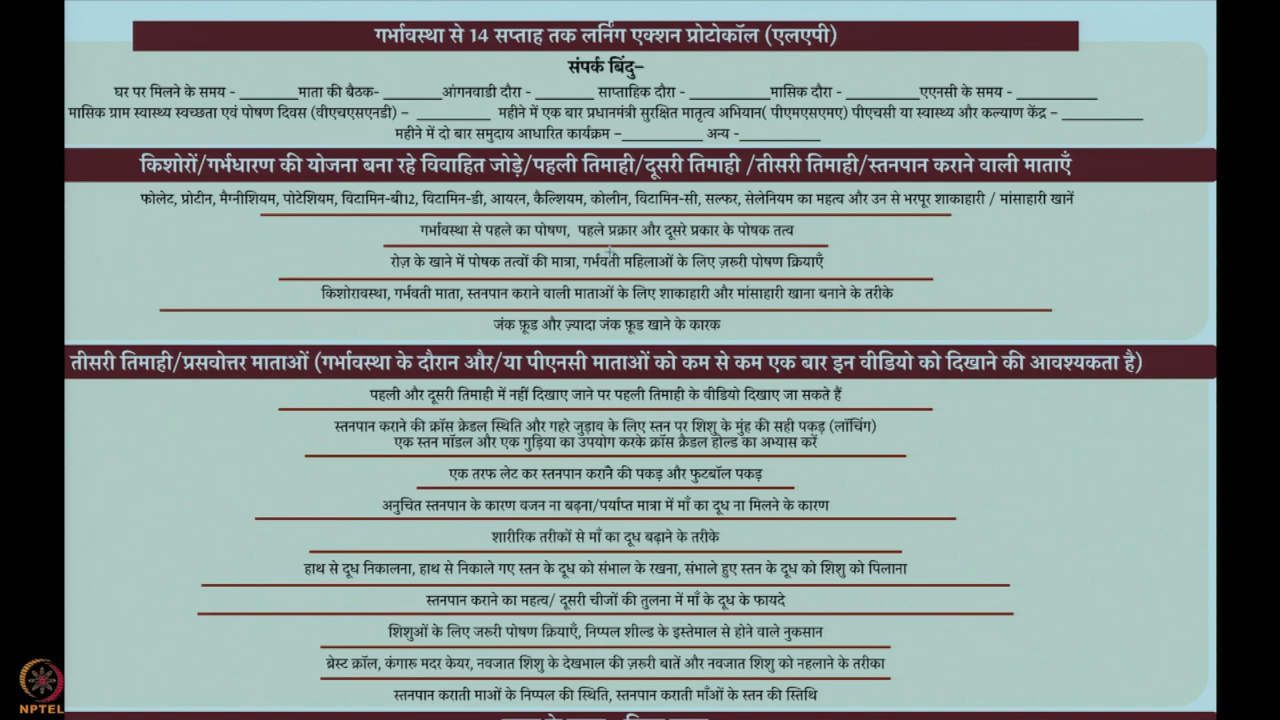 गर्भावस्था से 14 सप्ताह तक लर्निंग एक्शन प्रोटोकॉल (एलएपी)
संपर्क बिंदु–
घर पर मिलने के समय - ________माता की बैठक- ________आंगनवाडी दौरा - ________ साप्ताहिक दौरा - __________ मासिक दौरा - _________एएनसी के समय - __________
मासिक ग्राम स्वास्थ्य स्वच्छता एवं पोषण दिवस (वीएचएसएनडी) – _________ महीने में एक बार प्रधानमंत्री सुरक्षित मातृत्व अभियान( पीएमएसएमए) पीएचसी या स्वास्थ्य और कल्याण केंद्र – __________
महीने में दो बार समुदाय आधारित कार्यक्रम –__________ अन्य -__________
किशोरों/गर्भधारण की योजना बना रहे विवाहित जोड़े/पहली तिमाही/दूसरी तिमाही /तीसरी तिमाही/स्तनपान कराने वाली माताएँ
फोलेट, प्रोटीन, मैग्नीशियम, पोटेशियम, विटामिन-बी12, विटामिन-डी, आयरन, कैल्शियम, कोलीन, विटामिन-सी, सल्फर, सेलेनियम का महत्व और उन से भरपूर शाकाहारी / मांसाहारी खानें
गर्भावस्था से पहले का पोषण, पहले प्रकार और दूसरे प्रकार के पोषक तत्व
रोज़ के खाने में पोषक तत्वों की मात्रा, गर्भवती महिलाओं के लिए ज़रूरी पोषण क्रियाएँ
किशोरावस्था, गर्भवती माता, स्तनपान कराने वाली माताओं के लिए शाकाहारी और मांसाहारी खाना बनाने के तरीके
जंक फ़ूड और ज़्यादा जंक फ़ूड खाने के कारक
तीसरी तिमाही/प्रसवोत्तर माताओं (गर्भावस्था के दौरान और/या पीएनसी माताओं को कम से कम एक बार इन वीडियो को दिखाने की आवश्यकता है)
पहली और दूसरी तिमाही में नहीं दिखाए जाने पर पहली तिमाही के वीडियो दिखाए जा सकते हैं
स्तनपान कराने की क्रॉस क्रेडल स्थिति और गहरे जुड़ाव के लिए स्तन पर शिशु के मुंह की सही पकड़ (लॉचिंग)
एक स्तन मॉडल और एक गुड़िया का उपयोग करके क्रॉस क्रैडल होल्ड का अभ्यास करें
एक तरफ लेट कर स्तनपान कराने की पकड़ और फुटबॉल पकड़
अनुचित स्तनपान के कारण वजन ना बढ़ना/पर्याप्त मात्रा में माँ का दूध ना मिलने के कारण
शारीरिक तरीकों से माँ का दूध बढ़ाने के तरीके
हाथ से दूध निकालना, हाथ से निकाले गए स्तन के दूध को संभाल के रखना, संभाले हुए स्तन के दूध को शिशु को पिलाना
स्तनपान कराने का महत्व/ दूसरी चीजों की तुलना में माँ के दूध के फायदे
शिशुओं के लिए जरूरी पोषण क्रियाएँ, निप्पल शील्ड के इस्तेमाल से होने वाले नुकसान
ब्रेस्ट क्रॉल, कंगारू मदर केयर, नवजात शिशु के देखभाल की ज़रूरी बातें और नवजात शिशु को नहलाने के तरीका
स्तनपान कराती माओं के निप्पल की स्थिति, स्तनपान कराती माँओं के स्तन की स्तिथि
NPTEL